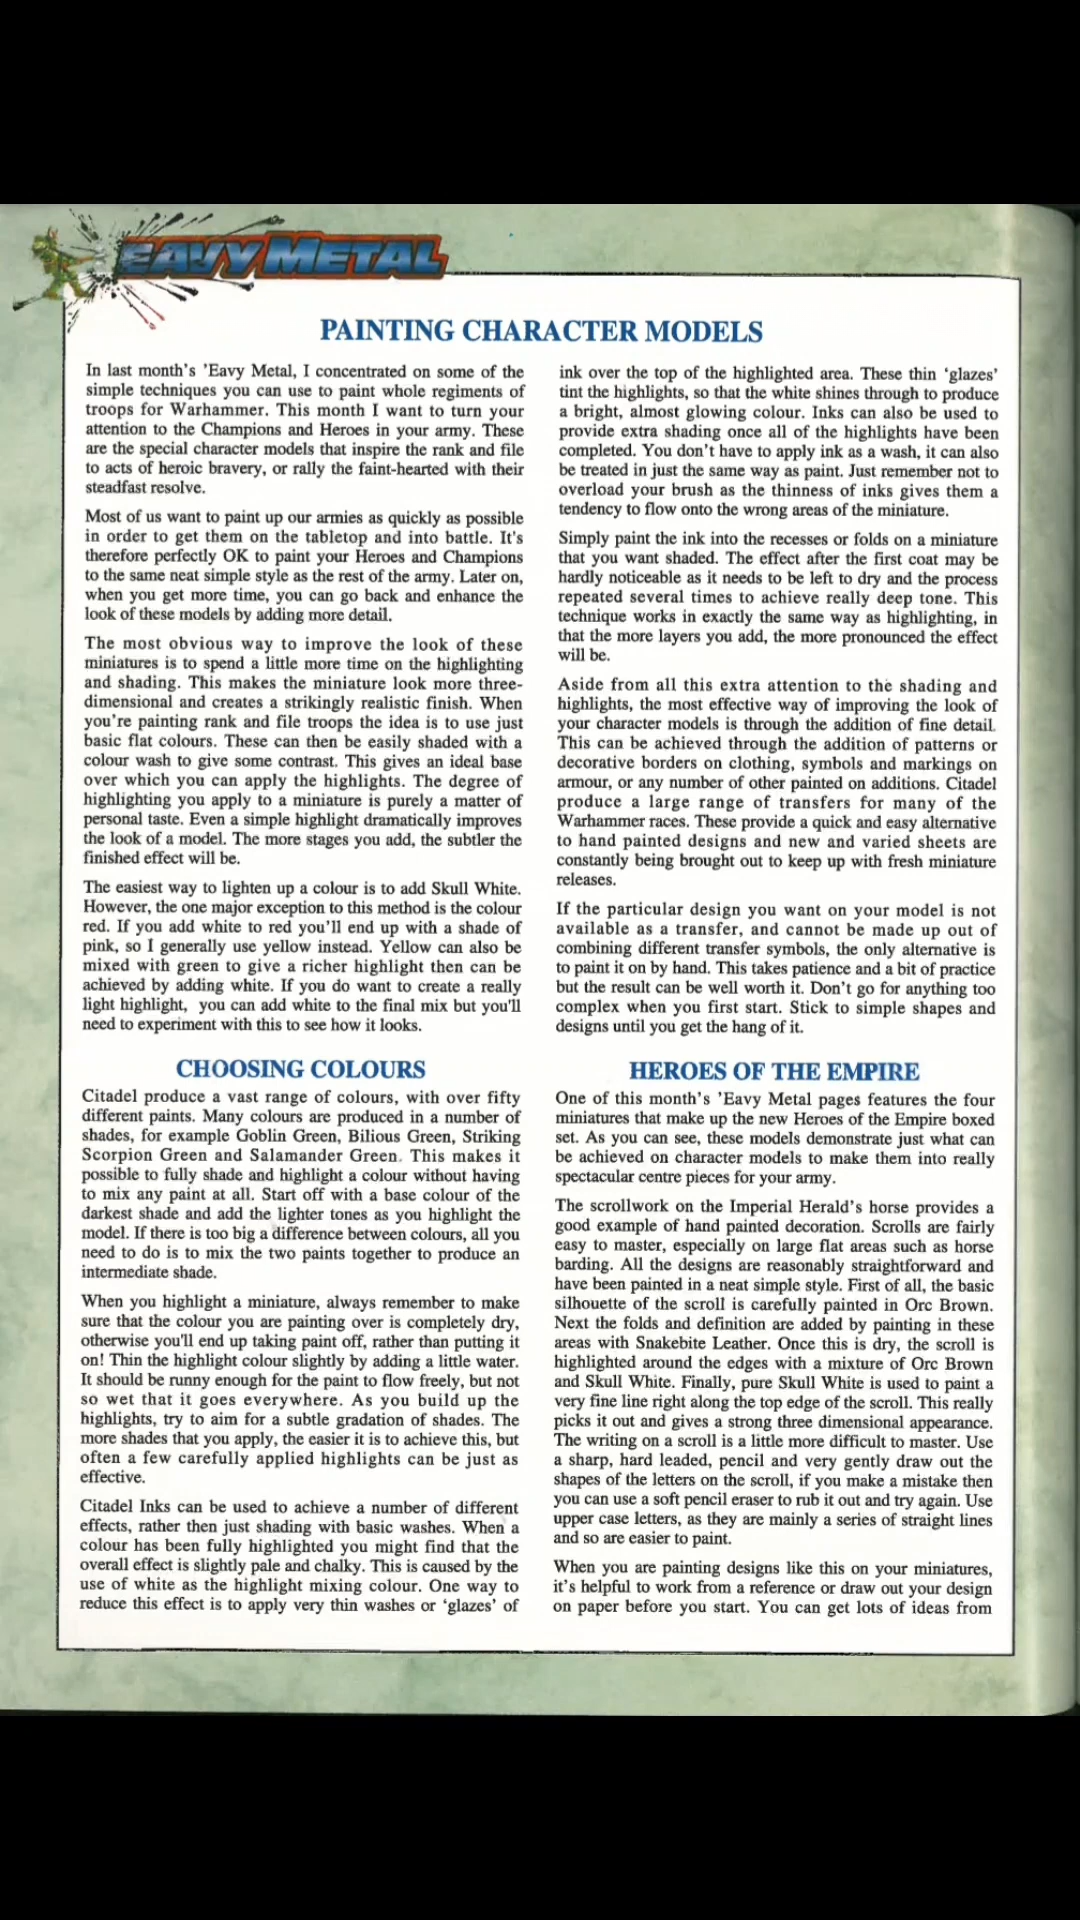 'EAVY METAL
PAINTING CHARACTER MODELS
In last month's 'Eavy Metal, I concentrated on some of the
simple techniques you can use to paint whole regiments of
troops for Warhammer. This month I want to turn your
attention to the Champions and Heroes in your army. These
are the special character models that inspire the rank and file
to acts of heroic bravery, or rally the faint-hearted with their
steadfast resolve.
Most of us want to paint up our armies as quickly as possible
in order to get them on the tabletop and into battle. It's
therefore perfectly OK to paint your Heroes and Champions
to the same neat simple style as the rest of the army. Later on,
when you get more time, you can go back and enhance the
look of these models by adding more detail.
The most obvious way to improve the look of these
miniatures is to spend a little more time on the highlighting
and shading. This makes the miniature look more three-
dimensional and creates a strikingly realistic finish. When
you're painting rank and file troops the idea is to use just
basic flat colours. These can then be easily shaded with a
colour wash to give some contrast. This gives an ideal base
over which you can apply the highlights. The degree of
highlighting you apply to a miniature is purely a matter of
personal taste. Even a simple highlight dramatically improves
the look of a model. The more stages you add, the subtler the
finished effect will be.
The easiest way to lighten up a colour is to add Skull White.
However, the one major exception to this method is the colour
red. If you add white to red you'll end up with a shade of
pink, so I generally use yellow instead. Yellow can also be
mixed with green to give a richer highlight then can be
achieved by adding white. If you do want to create a really
light highlight, you can add white to the final mix but you'll
need to experiment with this to see how it looks.
CHOOSING COLOURS
Citadel produce a vast range of colours, with over fifty
different paints. Many colours are produced in a number of
shades, for example Goblin Green, Bilious Green, Striking
Scorpion Green and Salamander Green. This makes it
possible to fully shade and highlight a colour without having
to mix any paint at all. Start off with a base colour of the
darkest shade and add the lighter tones as you highlight the
model. If there is too big a difference between colours, all you
need to do is to mix the two paints together to produce an
intermediate shade.
When you highlight a miniature, always remember to make
sure that the colour you are painting over is completely dry,
otherwise you'll end up taking paint off, rather than putting it
on! Thin the highlight colour slightly by adding a little water.
It should be runny enough for the paint to flow freely, but not
so wet that it goes everywhere. As you build up the
highlights, try to aim for a subtle gradation of shades. The
more shades that you apply, the easier it is to achieve this, but
often a few carefully applied highlights can be just as
effective.
Citadel Inks can be used to achieve a number of different
effects, rather then just shading with basic washes. When a
colour has been fully highlighted you might find that the
overall effect is slightly pale and chalky. This is caused by the
use of white as the highlight mixing colour. One way to
reduce this effect is to apply very thin washes or 'glazes' of
ink over the top of the highlighted area. These thin 'glazes'
tint the highlights, so that the white shines through to produce
a bright, almost glowing colour. Inks can also be used to
provide extra shading once all of the highlights have been
completed. You don't have to apply ink as a wash, it can also
be treated in just the same way as paint. Just remember not to
overload your brush as the thinness of inks gives them a
tendency to flow onto the wrong areas of the miniature.
Simply paint the ink into the recesses or folds on a miniature
that you want shaded. The effect after the first coat may be
hardly noticeable as it needs to be left to dry and the process
repeated several times to achieve really deep tone. This
technique works in exactly the same way as highlighting, in
that the more layers you add, the more pronounced the effect
will be.
Aside from all this extra attention to the shading and
highlights, the most effective way of improving the look of
your character models is through the addition of fine detail.
This can be achieved through the addition of patterns or
decorative borders on clothing, symbols and markings on
armour, or any number of other painted on additions. Citadel
produce a large range of transfers for many of the
Warhammer races. These provide a quick and easy alternative
to hand painted designs and new and varied sheets are
constantly being brought out to keep up with fresh miniature
releases.
If the particular design you want on your model is not
available as a transfer, and cannot be made up out of
combining different transfer symbols, the only alternative is
to paint it on by hand. This takes patience and a bit of practice
but the result can be well worth it. Don't go for anything too
complex when you first start. Stick to simple shapes and
designs until you get the hang of it.
HEROES OF THE EMPIRE
One of this month's 'Eavy Metal pages features the four
miniatures that make up the new Heroes of the Empire boxed
set. As you can see, these models demonstrate just what can
be achieved on character models to make them into really
spectacular centre pieces for your army.
The scrollwork on the Imperial Herald's horse provides a
good example of hand painted decoration. Scrolls are fairly
easy to master, especially on large flat areas such as horse
barding. All the designs are reasonably straightforward and
have been painted in a neat simple style. First of all, the basic
silhouette of the scroll is carefully painted in Orc Brown.
Next the folds and definition are added by painting in these
areas with Snakebite Leather. Once this is dry, the scroll is
highlighted around the edges with a mixture of Orc Brown
and Skull White. Finally, pure Skull White is used to paint a
very fine line right along the top edge of the scroll. This really
picks it out and gives a strong three dimensional appearance.
The writing on a scroll is a little more difficult to master. Use
a sharp, hard leaded, pencil and very gently draw out the
shapes of the letters on the scroll, if you make a mistake then
you can use a soft pencil eraser to rub it out and try again. Use
upper case letters, as they are mainly a series of straight lines
and so are easier to paint.
When you are painting designs like this on your miniatures,
it's helpful to work from a reference or draw out your design
on paper before you start. You can get lots of ideas from